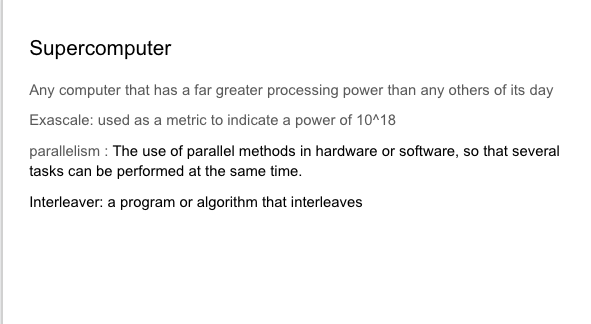 Supercomputer
Any computer that has a far greater processing power than any others of its day
Exascale: used as a metric to indicate a power of 10^18
parallelism : The use of parallel methods in hardware or software, so that several
tasks can be performed at the same time.
Interleaver: a program or algorithm that interleaves